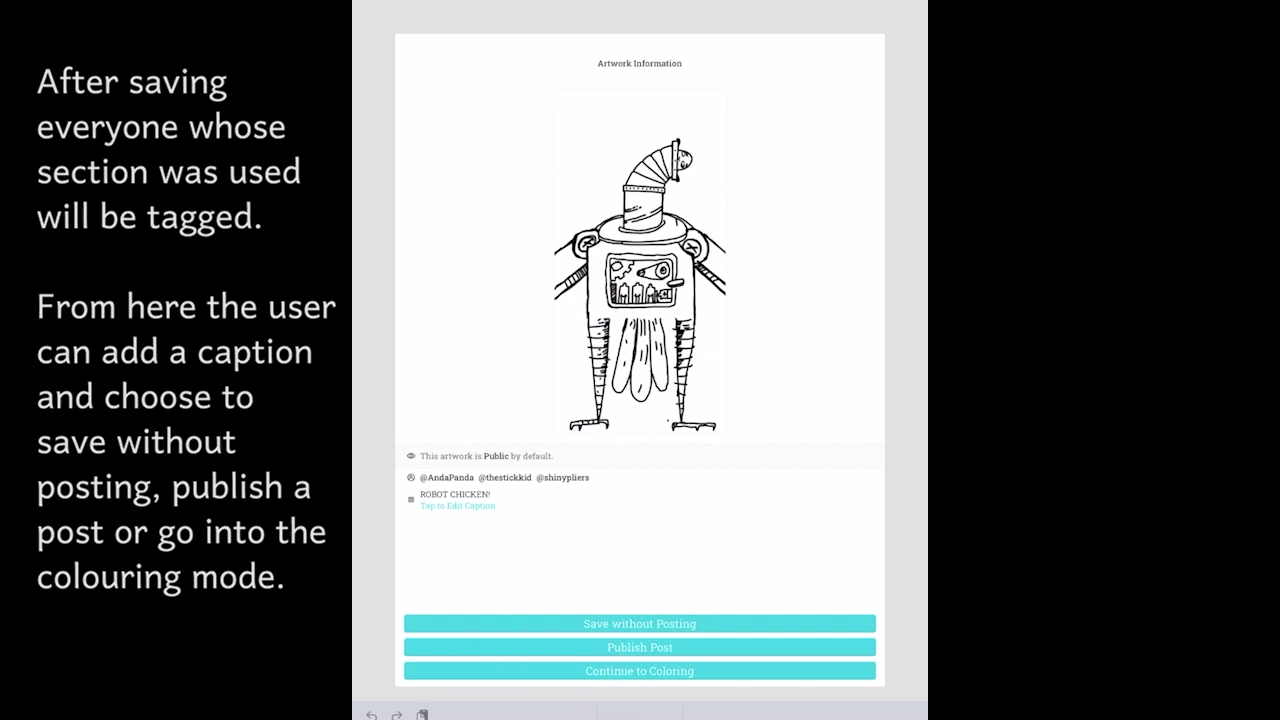 After saving
everyone whose
section was used
will be tagged.
From here the user
can add a caption
and choose to
save without
posting, publish a
post or go into the
colouring mode.
Artwork Information
This artwork is Public by default.
@AndaPanda @thestickkid @shinypliers
ROBOT CHICKEN!
Tap to Edit Caption
Save without Posting
Publish Post
Continue to Coloring